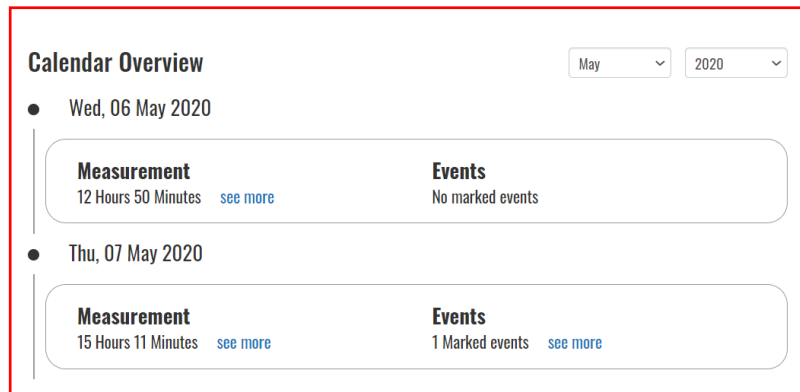 Calendar Overview
May
2020
Wed, 06 May 2020
Measurement
12 Hours 50 Minutes see more
Events
No marked events
Thu, 07 May 2020
Measurement
15 Hours 11 Minutes see more
Events
1 Marked events see more